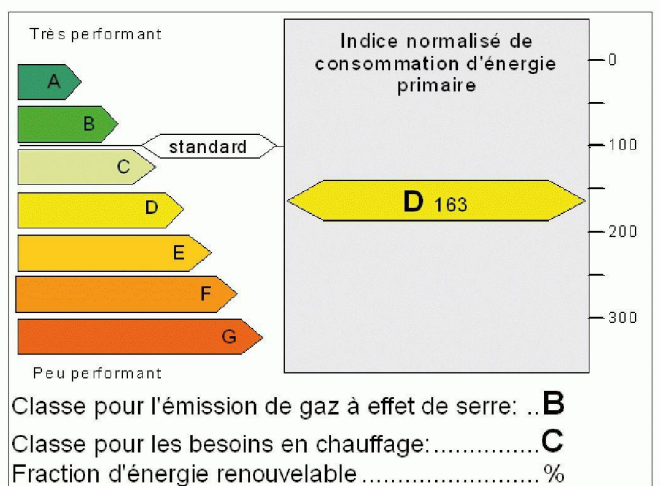 Très performant
A
B
C
D
E
F
G
Peu performant
standard
Indice normalisé de
consommation d'énergie
primaire
D 163
0
100
200
300
Classe pour l'émission de gaz à effet de serre: ..B
Classe pour les besoins en chauffage:...............C
Fraction d'énergie renouvelable ......................... %